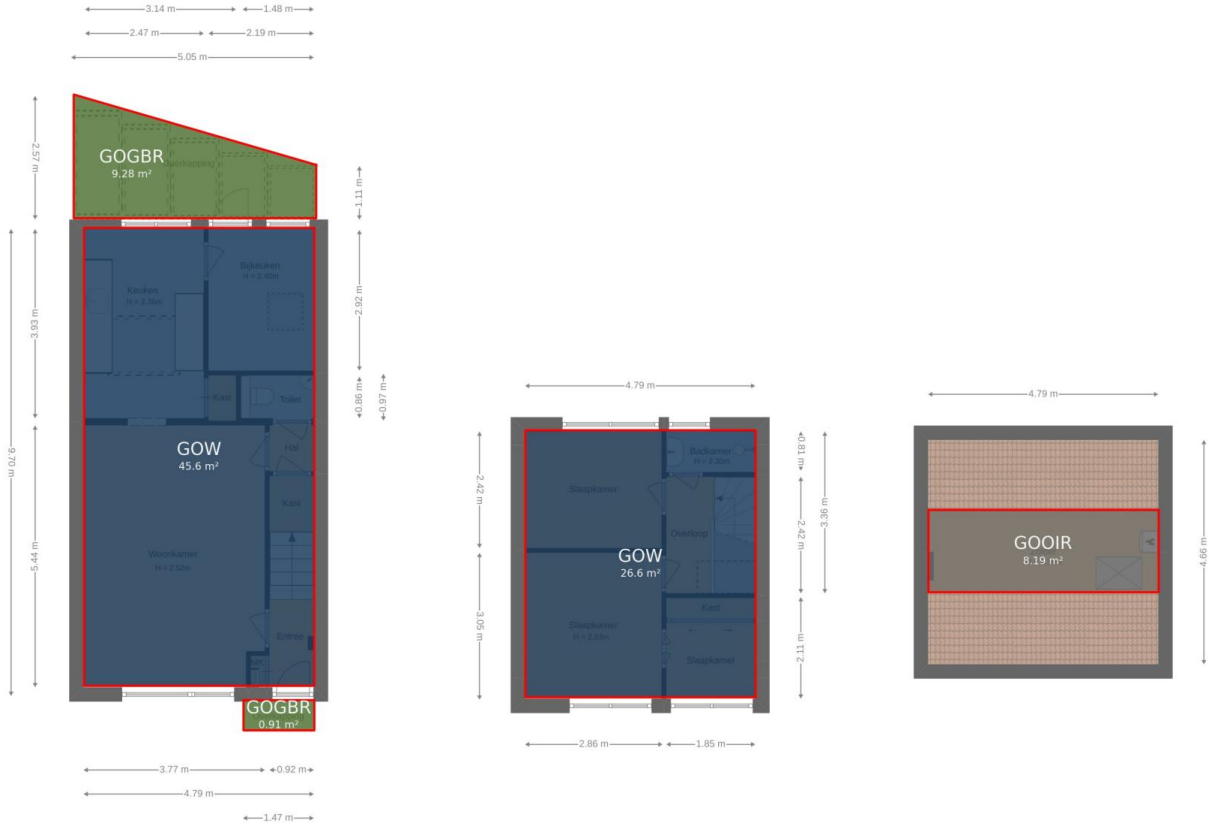 3.14 m
1.48 m
2.47 m
2.19 m
5.05 m
2.57 m
Overkapping
GOGBR
9.28 m²
1.11 m
9.70 m
3.93 m
Keuken
Bijkeuken
H = 2.40m
2.92 m
Kast
Toilet
0.86 m
0.97 m
GOW
45.6 m²
Hal
Kast
5.44 m
Woonkamer
H = 2.52m
Entree
MK
GOGBR
0.91 m²
3.77 m
0.92 m
4.79 m
1.47 m
4.79 m
2.42 m
Slaapkamer
Badkamer
H = 2.30m
0.81 m
Overloop
2.42 m
3.36 m
GOW
26.6 m²
3.05 m
Slaapkamer
Kast
Slaapkamer
2.11 m
2.86 m
1.85 m
4.79 m
GOOIR
8.19 m²
4.66 m